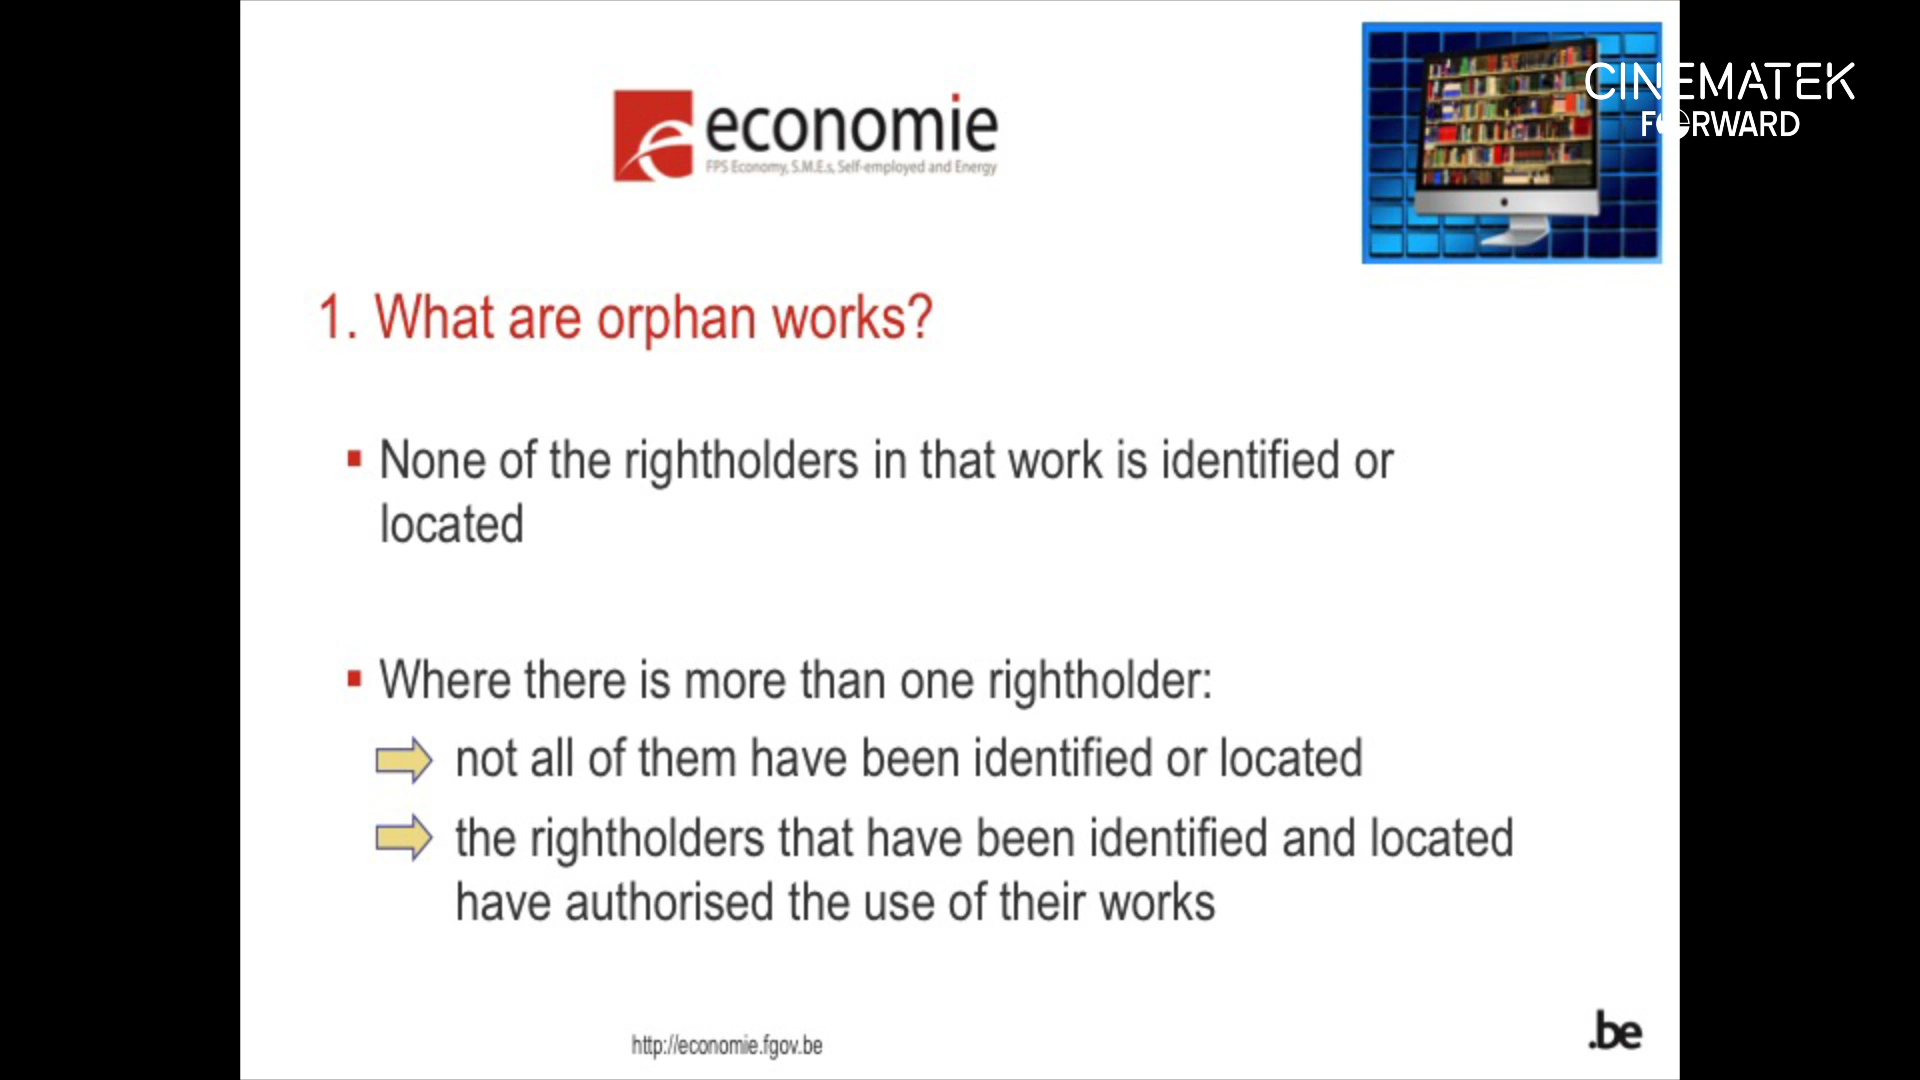 economie
FPS Economy, S.M.E.s, Self-employed and Energy
CINEMATEK
FORWARD
1. What are orphan works?
None of the rightholders in that work is identified or
located
Where there is more than one rightholder:
not all of them have been identified or located
the rightholders that have been identified and located
have authorised the use of their works
http://economie.fgov.be
.be